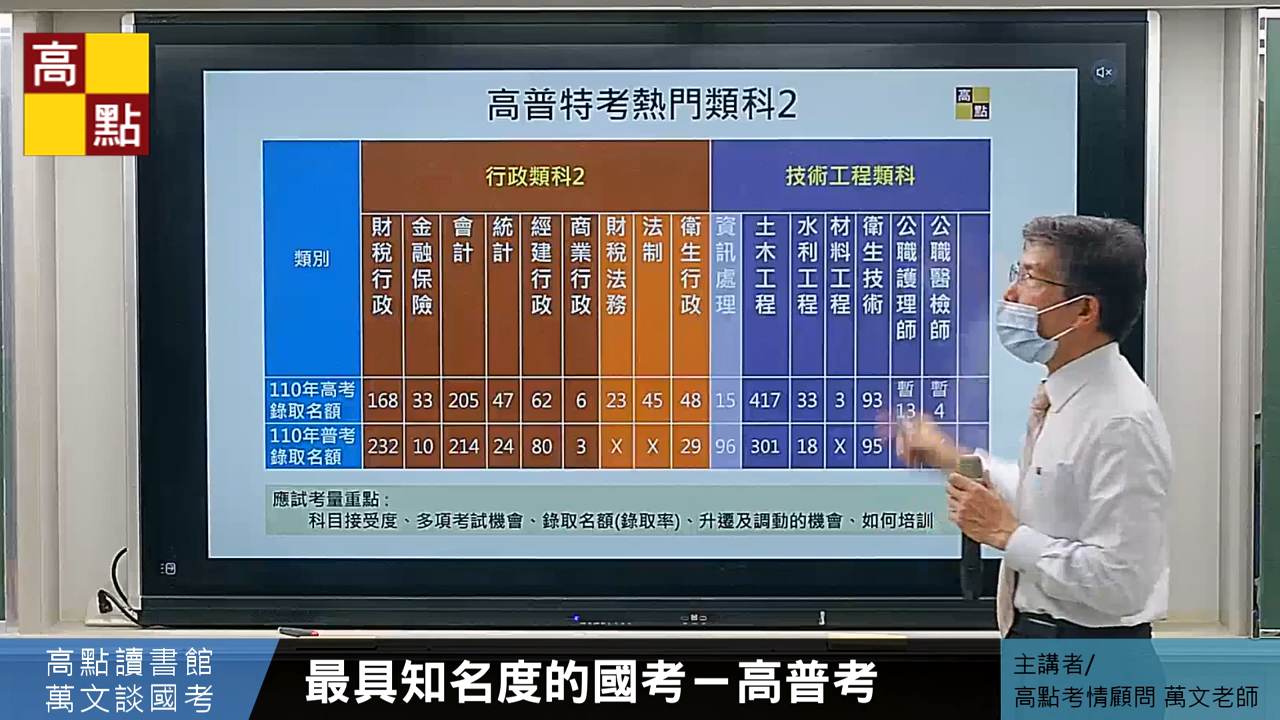 高
點
高普特考熱門類科2
高
點
類別
行政類科2
技術工程類科
財稅行政
金融保險
會計
統計
經建行政
商業行政
財稅法務
法制
衛生行政
資訊處理
土木工程
水利工程
材料工程
衛生技術
公職護理師
公職醫檢師
110年高考
錄取名額
168 33 205 47 62 6 23 45 48 15 417 33 3 93 暫13 暫4
110年普考
錄取名額
232 10 214 24 80 3 X X 29 96 301 18 X 95
應試考量重點：
科目接受度、多項考試機會、錄取名額(錄取率)、升遷及調動的機會、如何培訓
高點讀書館
萬文談國考
最具知名度的國考－高普考
主講者/
高點考情顧問 萬文老師